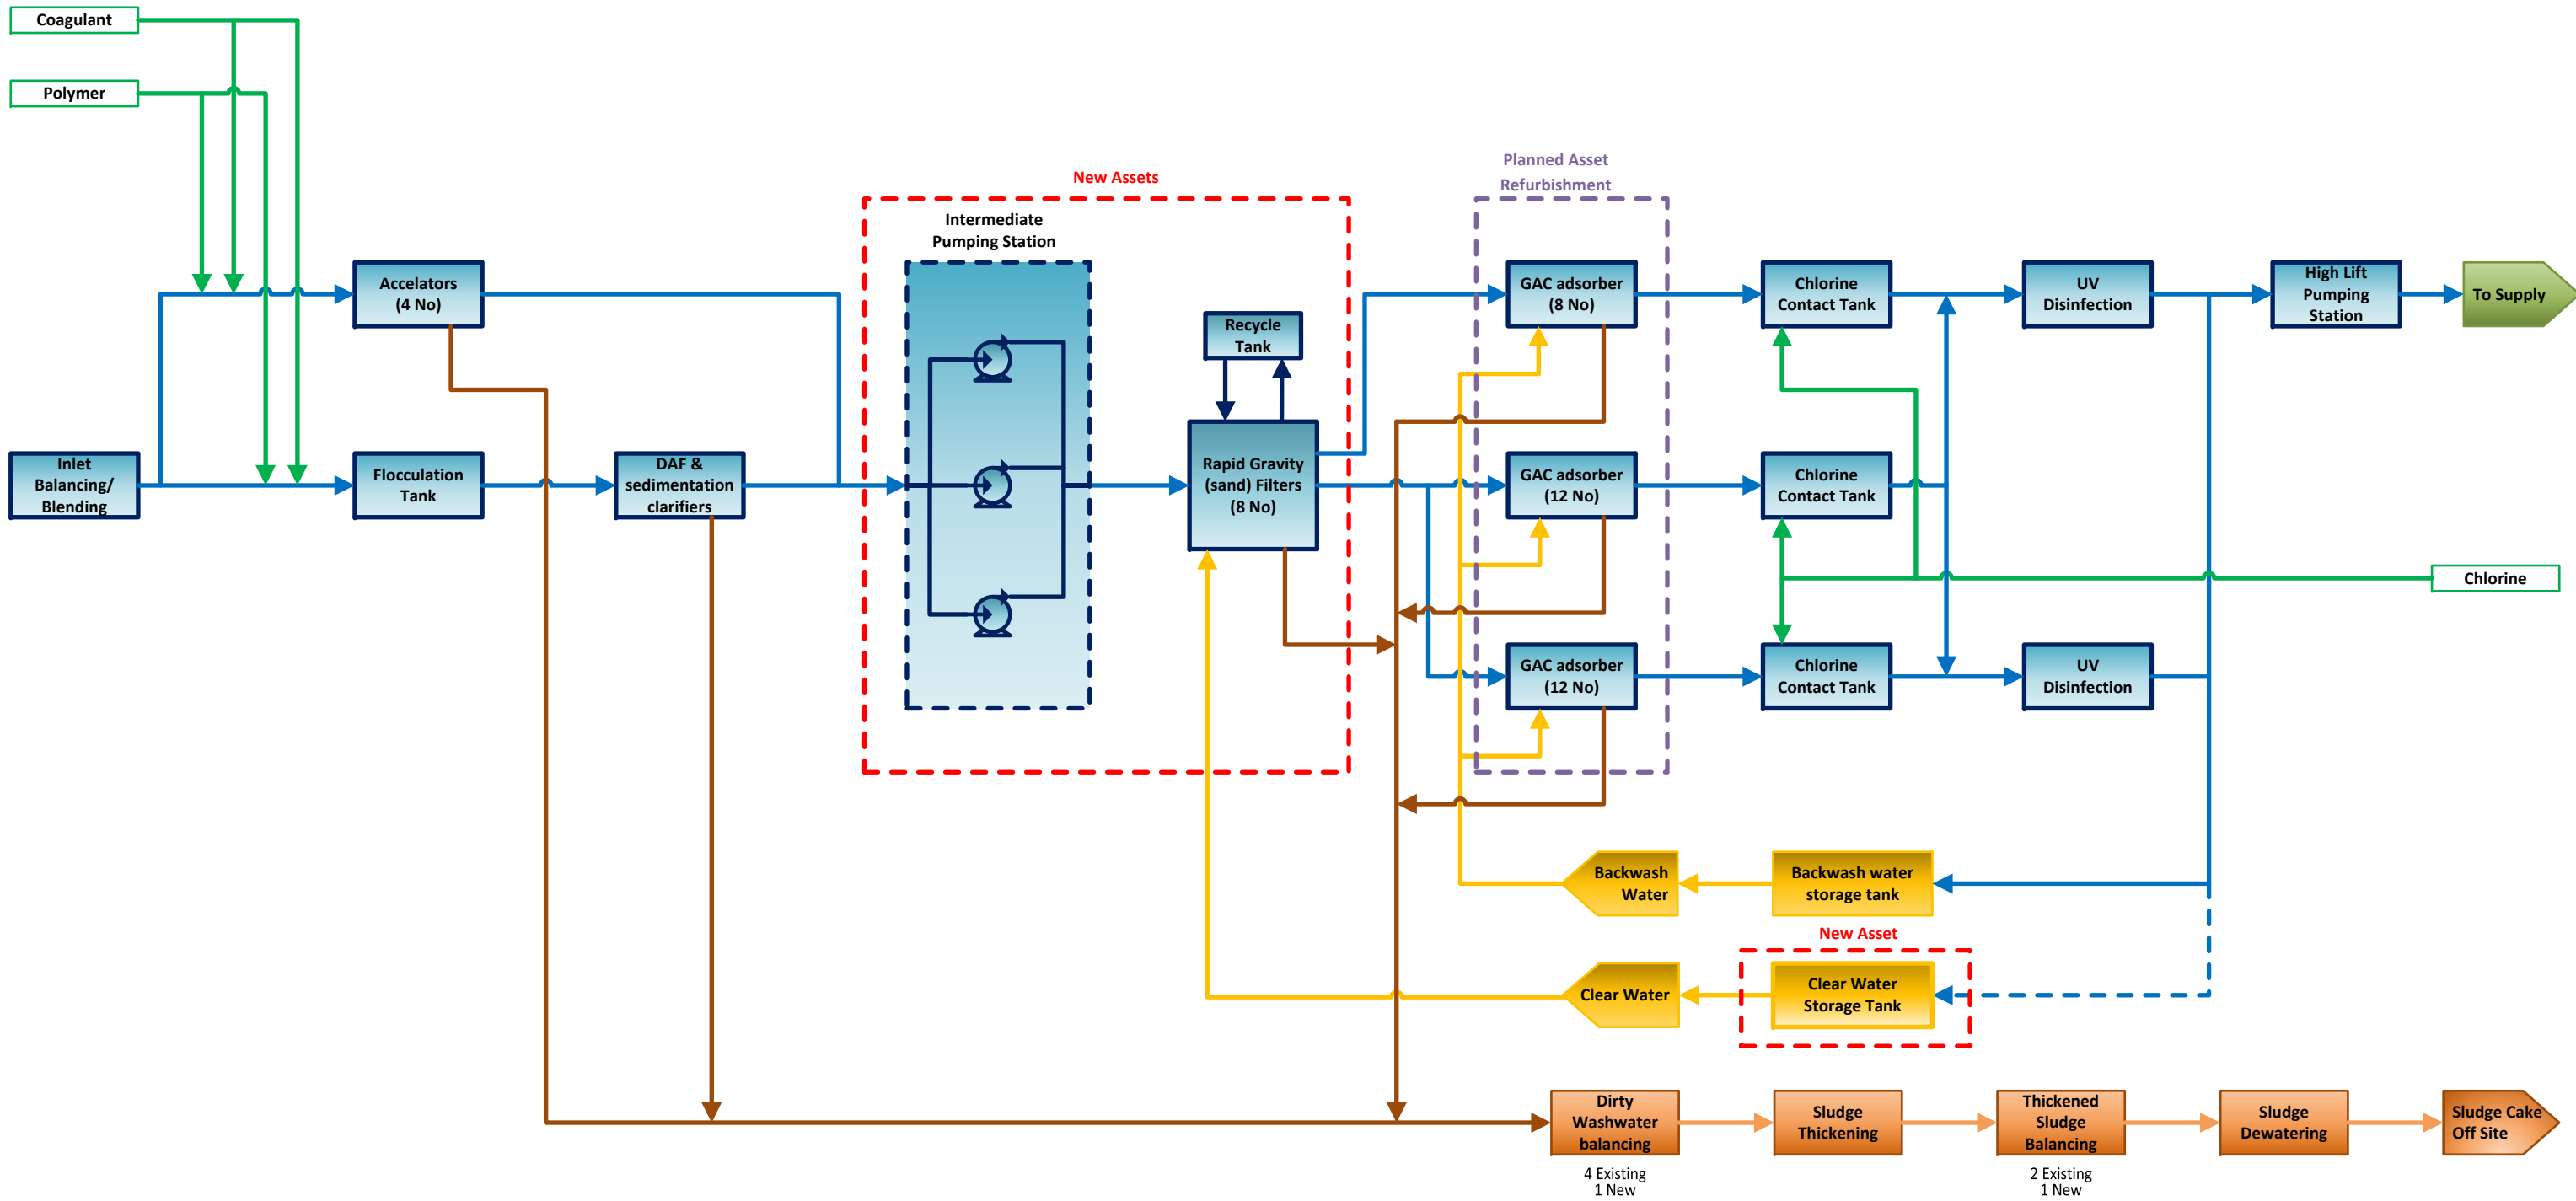 Coagulant
Polymer
Planned Asset
Refurbishment
New Assets
Intermediate
Pumping Station
Accelators
(4 No)
GAC adsorber
(8 No)
Chlorine
Contact Tank
UV
Disinfection
High Lift
Pumping
Station
To Supply
Recycle
Tank
Inlet
Balancing/
Blending
Flocculation
Tank
DAF &
sedimentation
clarifiers
Rapid Gravity
(sand) Filters
(8 No)
GAC adsorber
(12 No)
Chlorine
Contact Tank
Chlorine
GAC adsorber
(12 No)
Chlorine
Contact Tank
UV
Disinfection
Backwash
Water
Backwash water
storage tank
New Asset
Clear Water
Clear Water
Storage Tank
Dirty
Washwater
balancing
Sludge
Thickening
Thickened
Sludge
Balancing
Sludge
Dewatering
Sludge Cake
Off Site
4 Existing
1 New
2 Existing
1 New